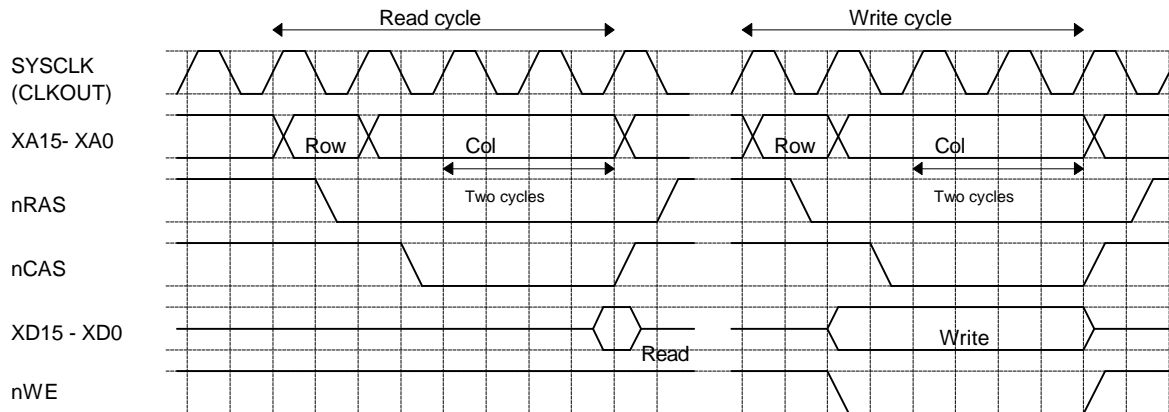 Read cycle Write cycle
SYSCLK
(CLKOUT)
XA15- XA0 Row Col Row Col
nRAS Two cycles Two cycles
nCAS
XD15 - XD0 Read Write
nWE